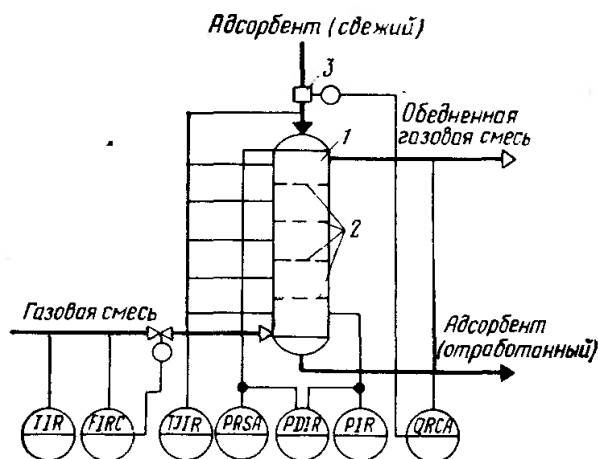 Адсорбент (свежий)
3
Обедненная
газовая смесь
1
2
Газовая смесь
Адсорбент
(отработанный)
TIR
FIRC
TJIR
PRSA
PDIR
PIR
QRCA